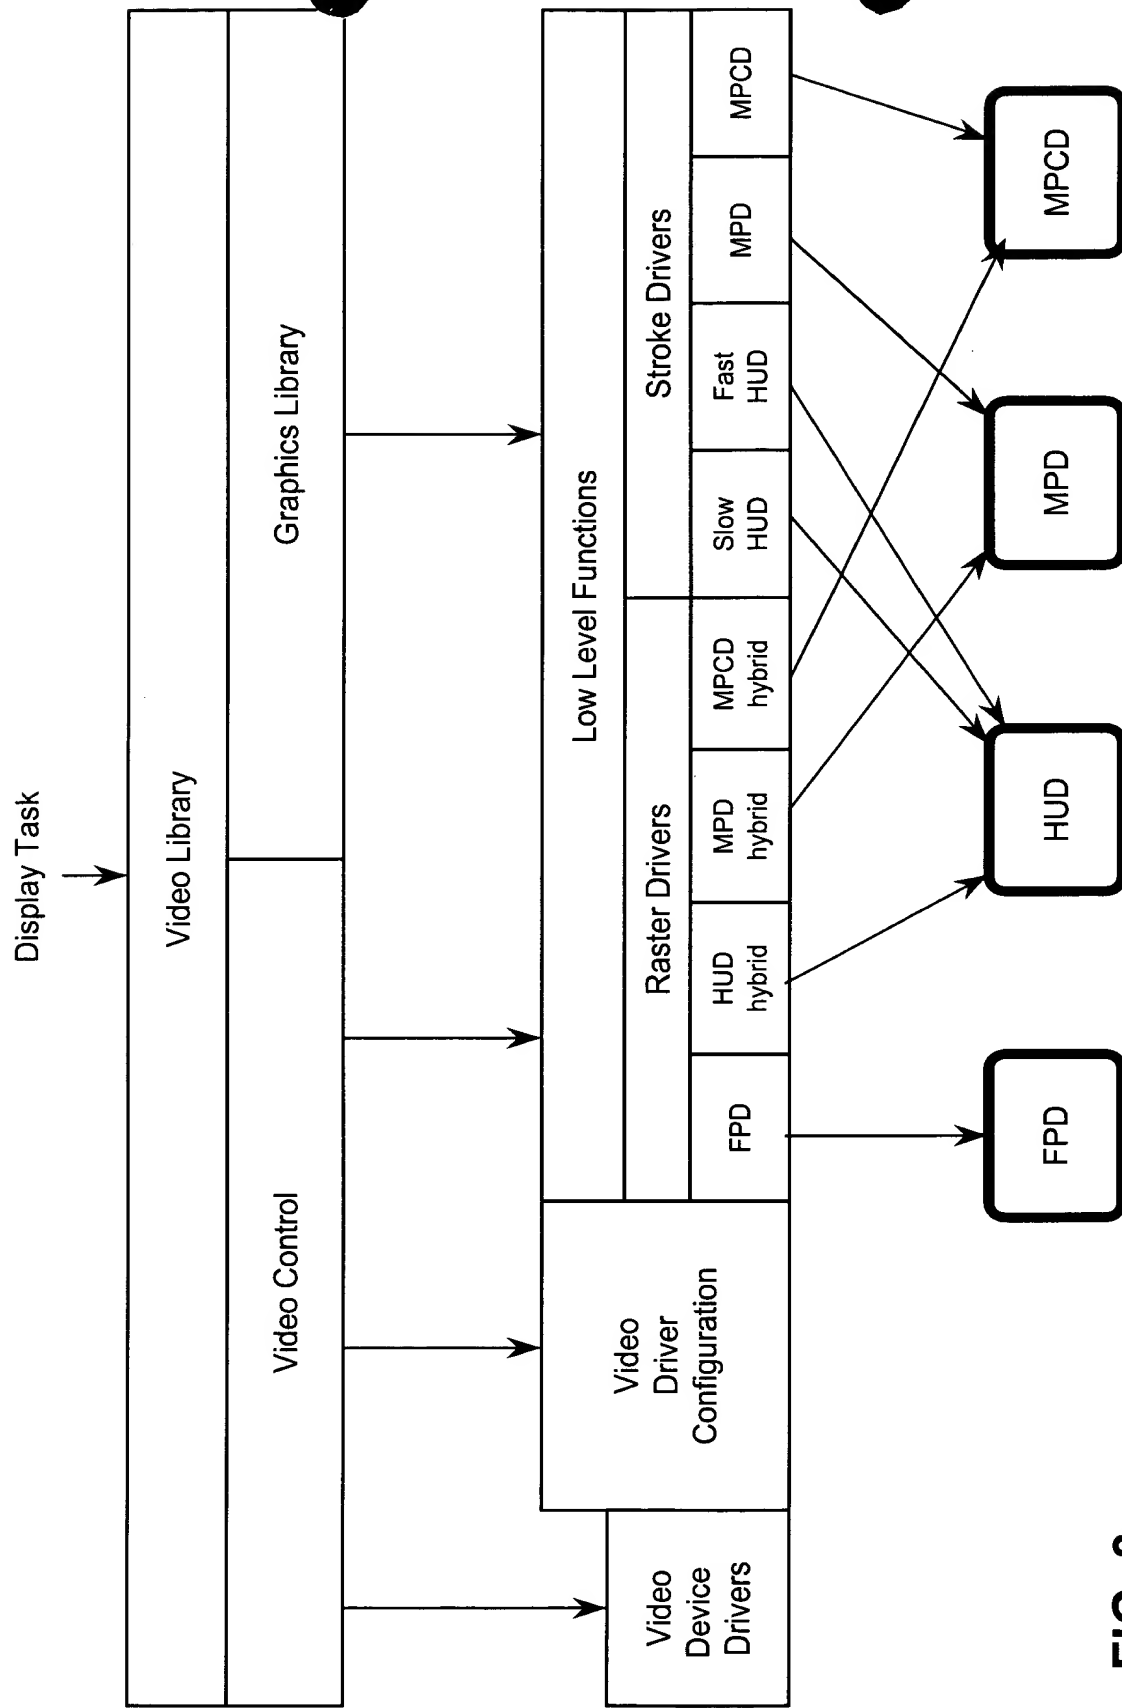 Display Task
Video Library
Video Control
Graphics Library
Low Level Functions
Video
Device
Drivers
Video
Driver
Configuration
Raster Drivers
Stroke Drivers
FPD
HUD
hybrid
MPD
hybrid
MPCD
hybrid
Slow
HUD
Fast
HUD
MPD
MPCD
FPD
HUD
MPD
MPCD